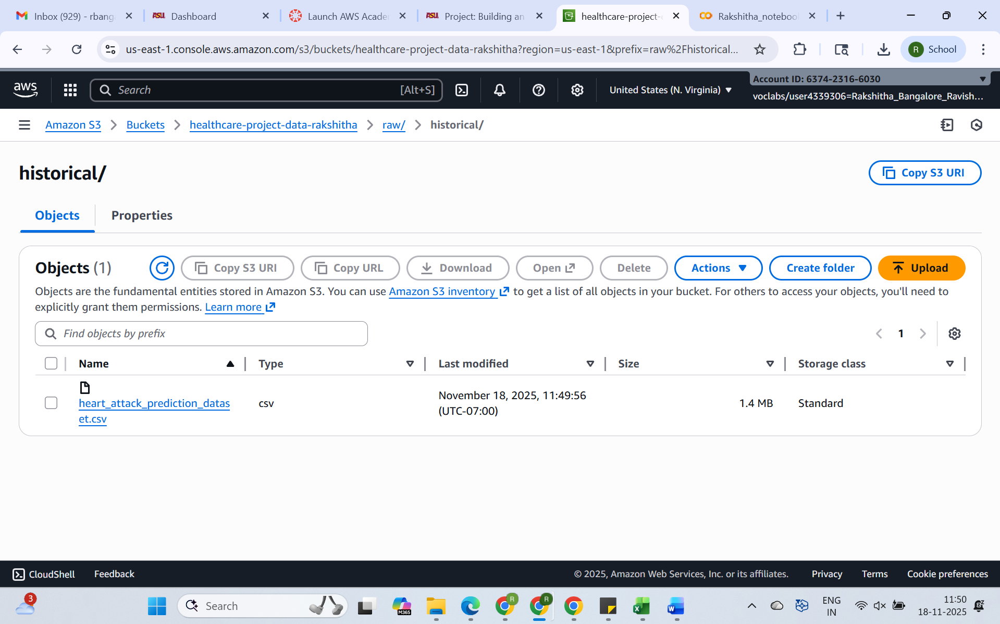 Inbox (929) - rbang
Dashboard
Launch AWS Acade
Project: Building an
healthcare-project-
Rakshitha_noteboo
us-east-1.console.aws.amazon.com/s3/buckets/healthcare-project-data-rakshitha?region=us-east-1&prefix=raw%2Fhistorical...
R School
aws
Search [Alt+S]
United States (N. Virginia)
Account ID: 6374-2316-6030
voclabs/user4339306=Rakshitha_Bangalore_Ravish...
Amazon S3 > Buckets > healthcare-project-data-rakshitha > raw/ > historical/
historical/
Copy S3 URI
Objects
Properties
Objects (1)
Copy S3 URI
Copy URL
Download
Open
Delete
Actions
Create folder
Upload
Objects are the fundamental entities stored in Amazon S3. You can use Amazon S3 inventory to get a list of all objects in your bucket. For others to access your objects, you'll need to
explicitly grant them permissions. Learn more
Find objects by prefix
1
Name
Type
Last modified
Size
Storage class
heart_attack_prediction_datas
et.csv
csv
November 18, 2025, 11:49:56
(UTC-07:00)
1.4 MB
Standard
CloudShell
Feedback
© 2025, Amazon Web Services, Inc. or its affiliates.
Privacy
Terms
Cookie preferences
3
Search
M365
R
R
ENG
IN
11:50
18-11-2025